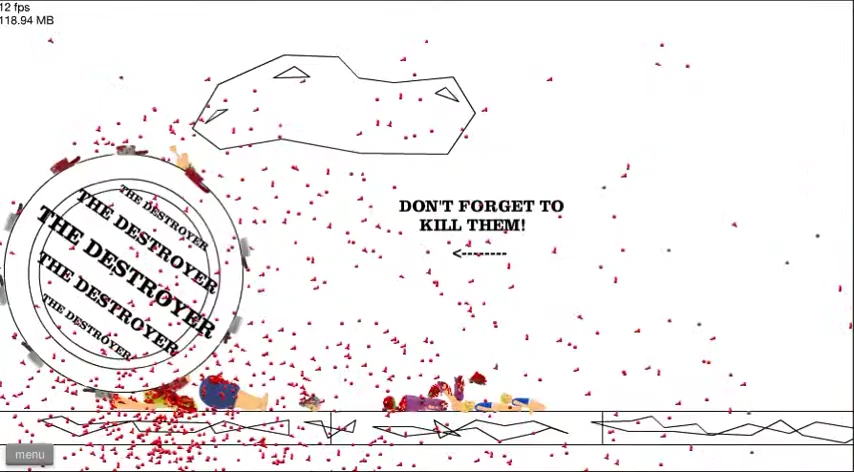 12 fps
118.94 MB
THE DESTROYER
THE DESTROYER
THE DESTROYER
THE DESTROYER
THE DESTROYER
DON'T FORGET TO
KILL THEM!
<--------
menu